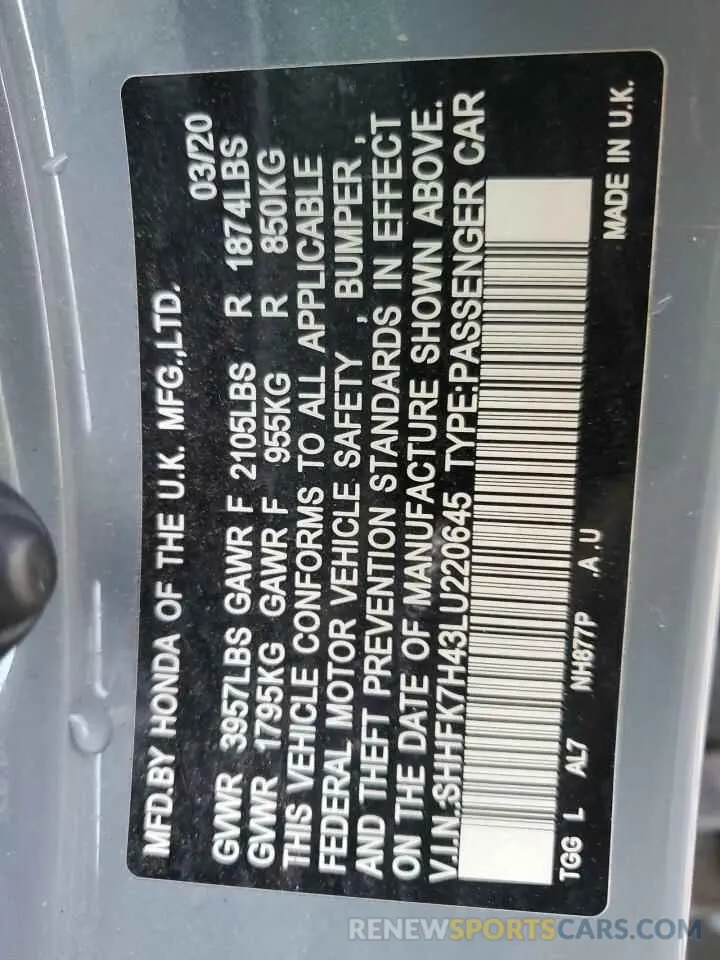 MFD.BY HONDA OF THE U.K. MFG.,LTD. 03/20
GVWR 3957LBS GAWR F 2105LBS R 1874LBS
GVWR 1795KG GAWR F 955KG R 850KG
THIS VEHICLE CONFORMS TO ALL APPLICABLE
FEDERAL MOTOR VEHICLE SAFETY , BUMPER ,
AND THEFT PREVENTION STANDARDS IN EFFECT
ON THE DATE OF MANUFACTURE SHOWN ABOVE.
V.I.N.:SHHFK7H43LU220645 TYPE:PASSENGER CAR
TGG L AL7 NH877P .A .U MADE IN U.K.
RENEWSPORTSCARS.COM